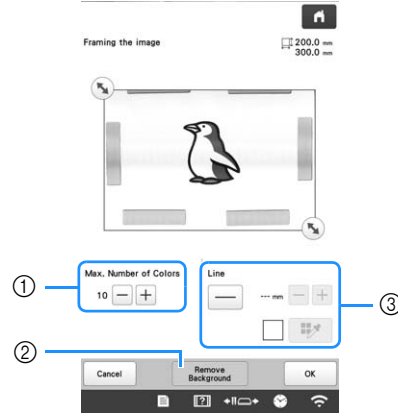 Framing the image
200.0 mm
300.0 mm
Max. Number of Colors
10
Line
--- mm
①
②
③
Cancel
Remove
Background
OK